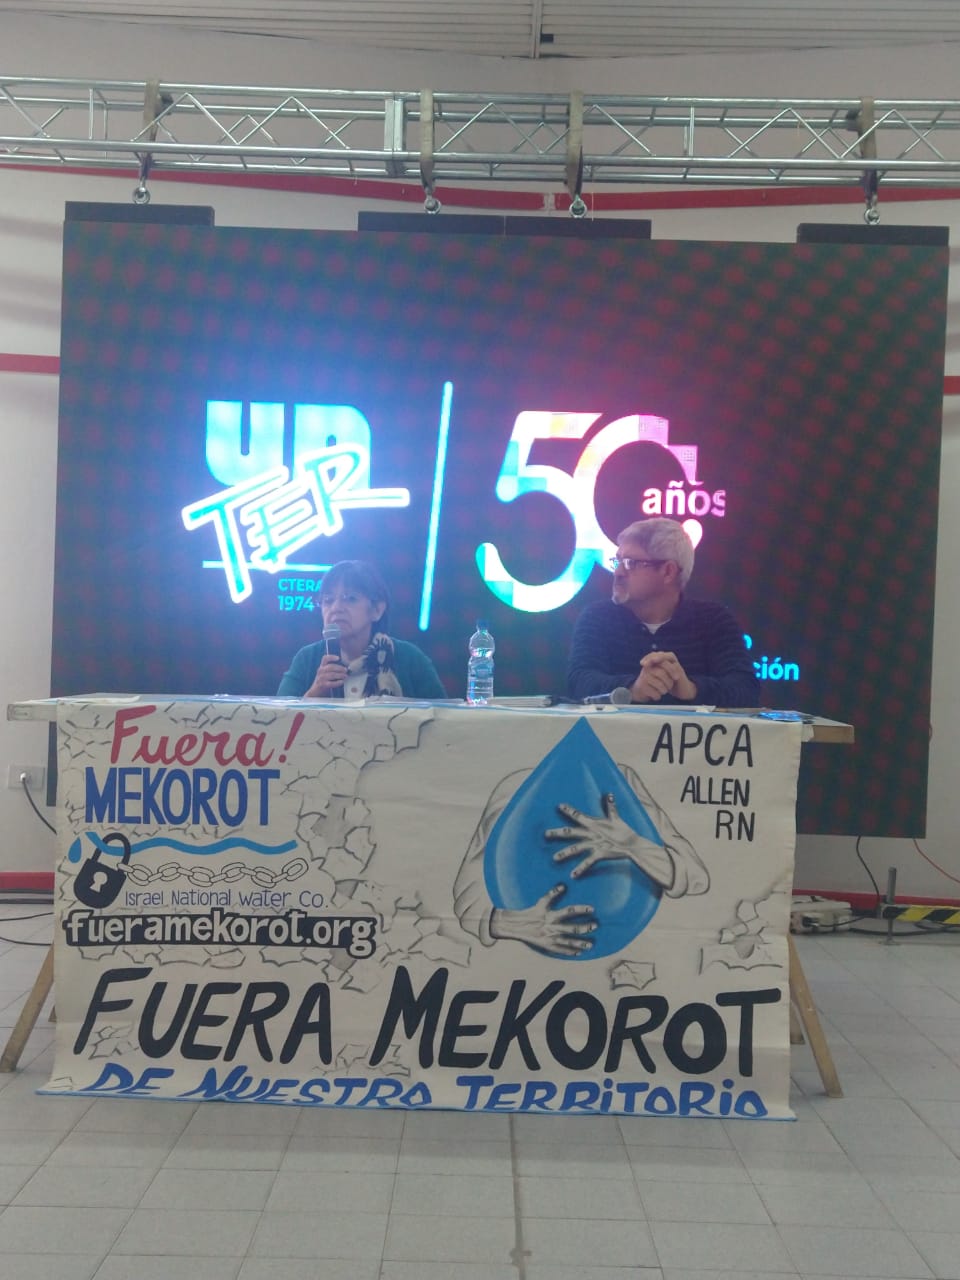 un
TER
CTERA
1974
50
años
ción
Fuera!
MEKOROT
Israel National Water Co.
fueramekorot.org
APCA
ALLEN
RN
FUERA MEKOROT
DE NUESTRO TERRITORIO